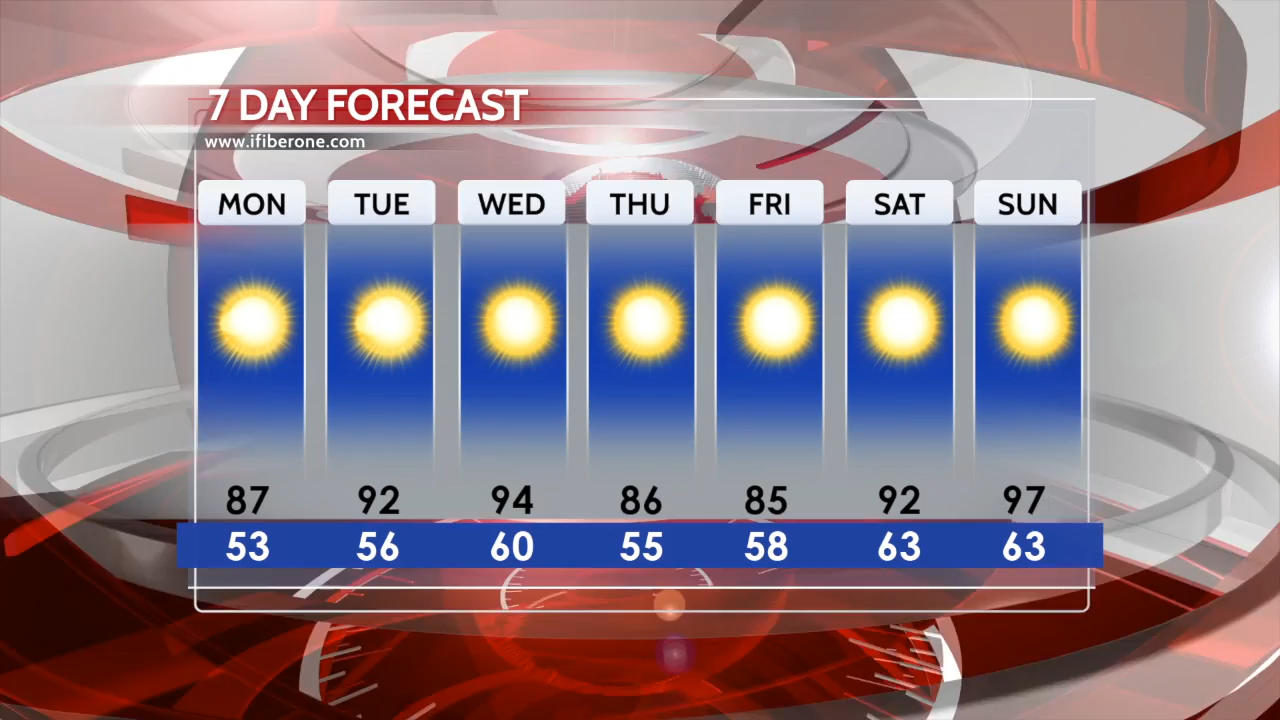 7 DAY FORECAST
www.ifiberone.com
MON TUE WED THU FRI SAT SUN
87 92 94 86 85 92 97
53 56 60 55 58 63 63